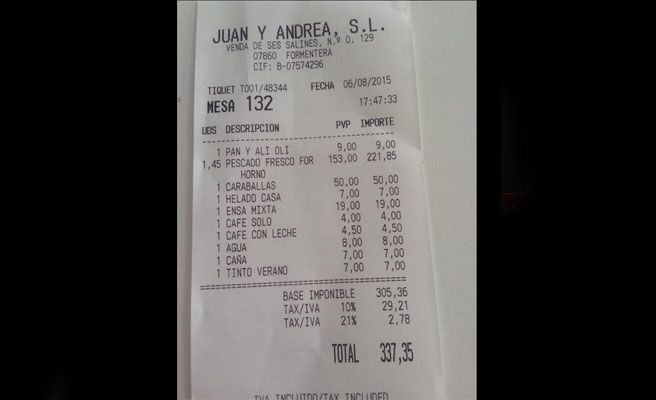 JUAN Y ANDREA, S.L.
VENDA DE SES SALINES, N.º 0. 129
07860 FORMENTERA
CIF: B-07574296
TIQUET T001/48344 FECHA 06/08/2015
MESA 132 17:47:33
UDS DESCRIPCION PVP IMPORTE
1 PAN Y ALI OLI 9,00 9,00
1,45 PESCADO FRESCO FOR 153,00 221,85
HORNO
1 CARABALLAS 50,00 50,00
1 HELADO CASA 7,00 7,00
1 ENSA MIXTA 19,00 19,00
1 CAFE SOLO 4,00 4,00
1 CAFE CON LECHE 4,50 4,50
1 AGUA 8,00 8,00
1 CAÑA 7,00 7,00
1 TINTO VERANO 7,00 7,00
BASE IMPONIBLE 305,36
TAX/IVA 10% 29,21
TAX/IVA 21% 2,78
TOTAL 337,35
IVA INCLUIDO/TAX INCLUDED